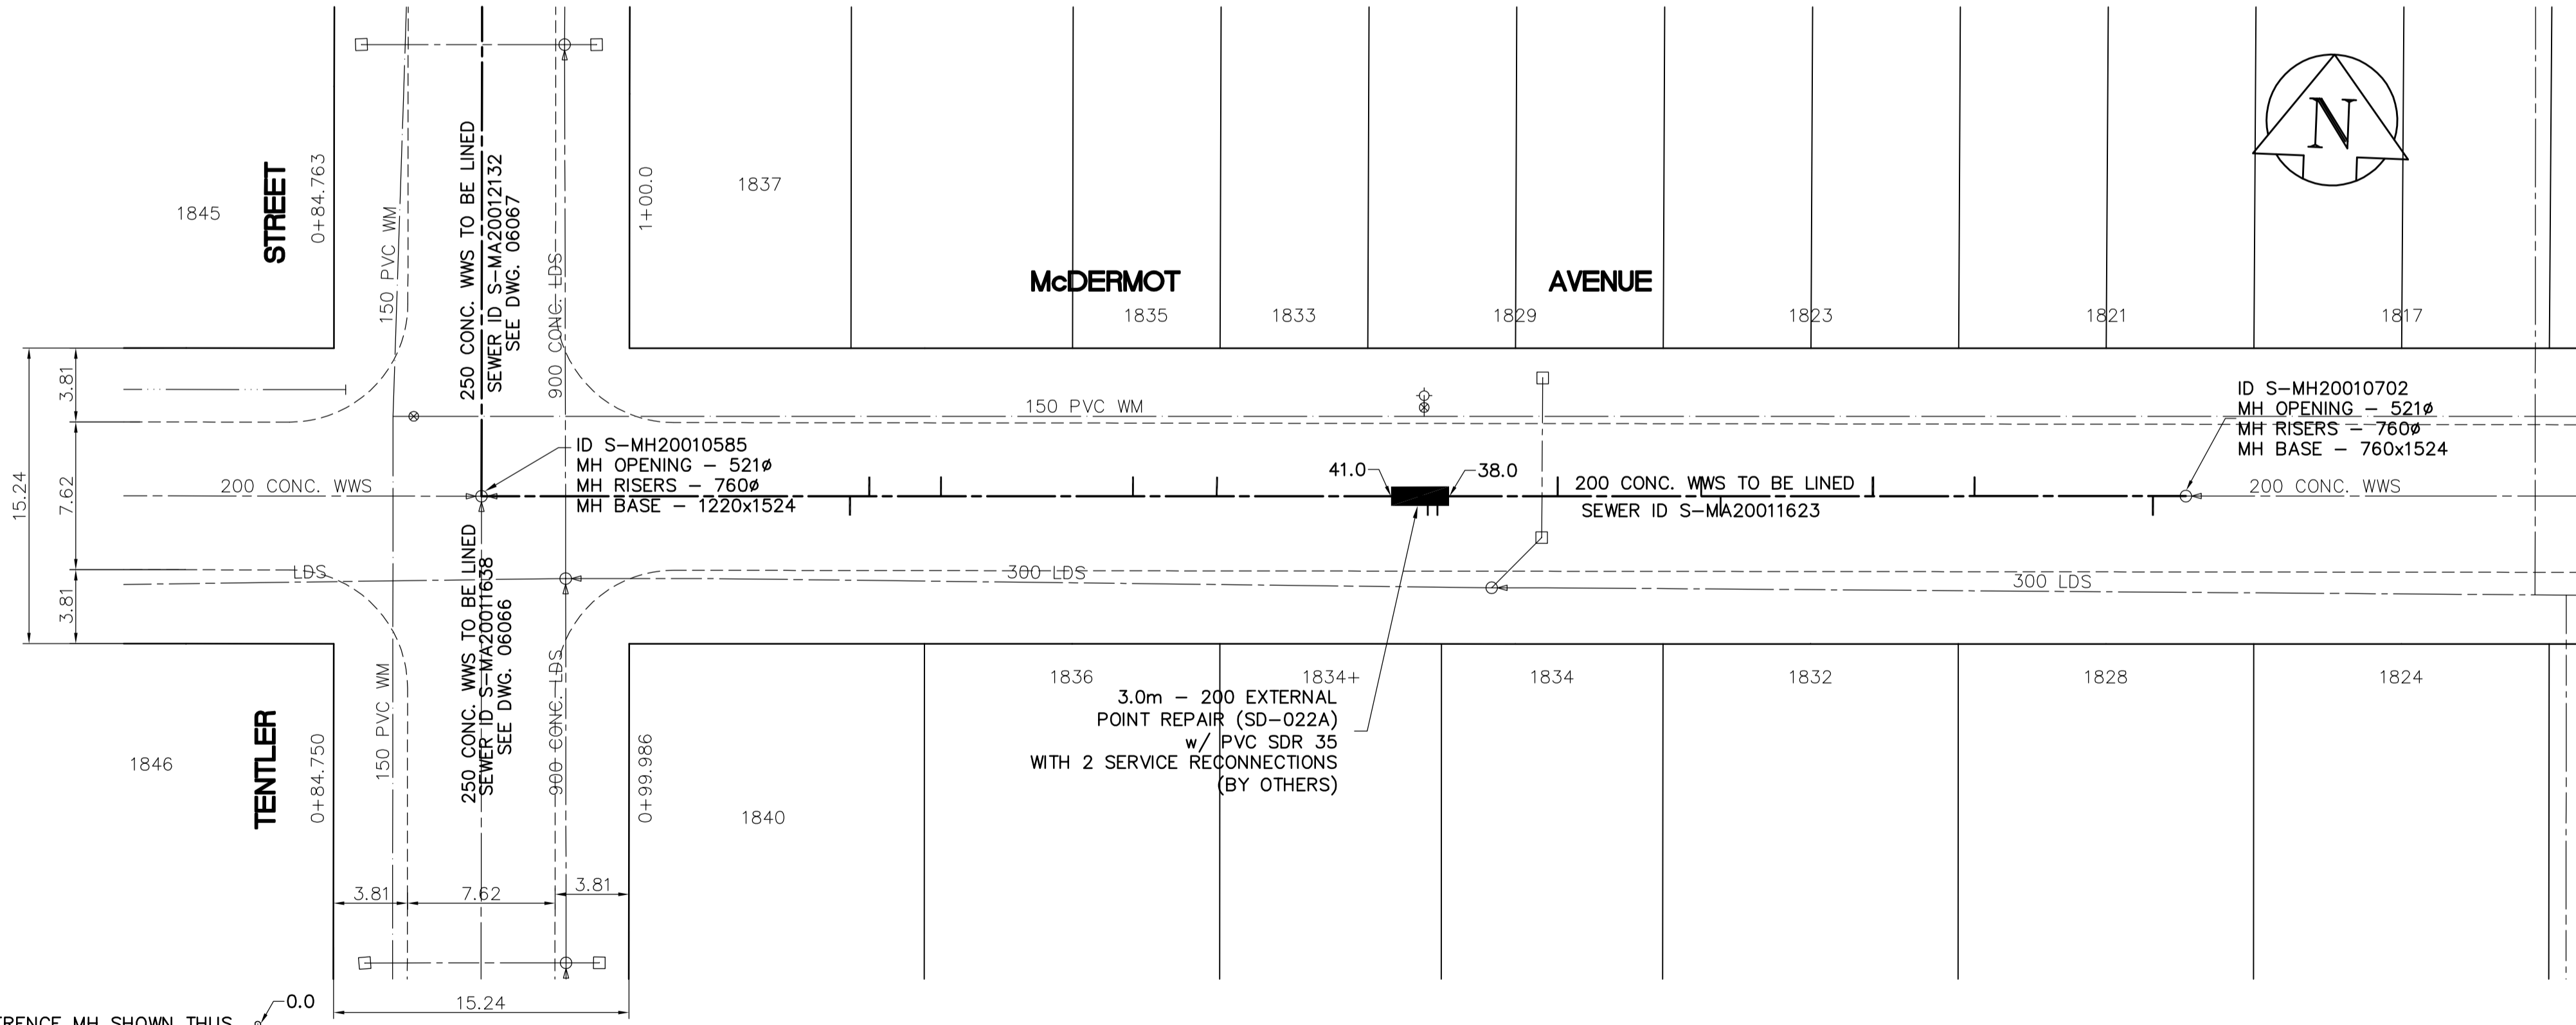 N
1845
STREET
0+84.763
150 PVC WM
250 CONC. WWS TO BE LINED
SEWER ID S-MA20012132
SEE DWG. 06067
900 CONC. LDS
1+00.0
1837
McDERMOT AVENUE
1835
1833
1829
1823
1821
1817
15.24
3.81
7.62
3.81
150 PVC WM
ID S-MH20010585
MH OPENING - 521ø
MH RISERS - 760ø
MH BASE - 1220x1524
ID S-MH20010702
MH OPENING - 521ø
MH RISERS - 760ø
MH BASE - 760x1524
200 CONC. WWS
41.0
38.0
200 CONC. WWS TO BE LINED
SEWER ID S-MA20011623
200 CONC. WWS
LDS
300 LDS
300 LDS
1846
TENTLER
0+84.750
150 PVC WM
250 CONC. WWS TO BE LINED
SEWER ID S-MA20011638
SEE DWG. 06066
900 CONC. LDS
0+99.986
1840
1836
1834+
1834
1832
1828
1824
3.0m - 200 EXTERNAL
POINT REPAIR (SD-022A)
w/ PVC SDR 35
WITH 2 SERVICE RECONNECTIONS
(BY OTHERS)
3.81
7.62
3.81
15.24
0.0
MH SHOWN THUS